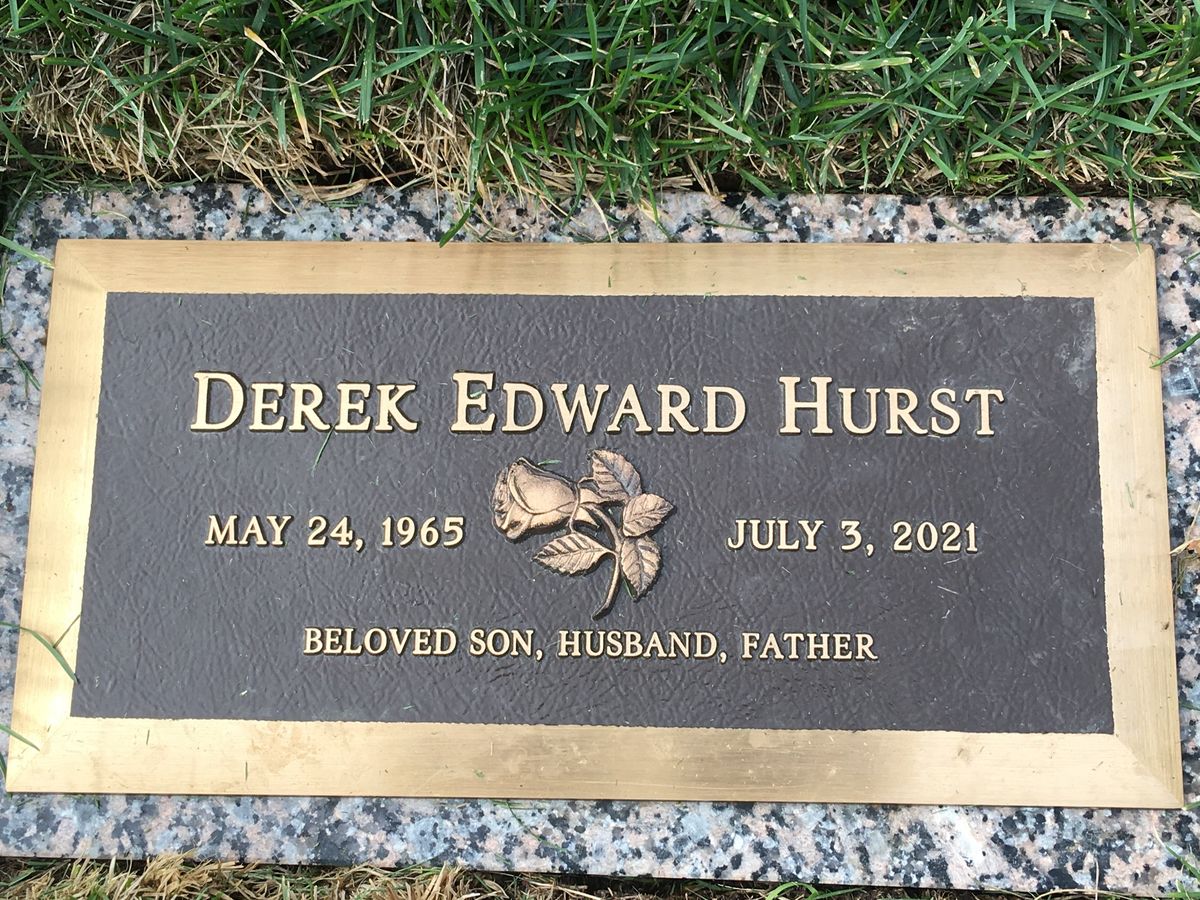 DEREK EDWARD HURST
MAY 24, 1965 JULY 3, 2021
BELOVED SON, HUSBAND, FATHER